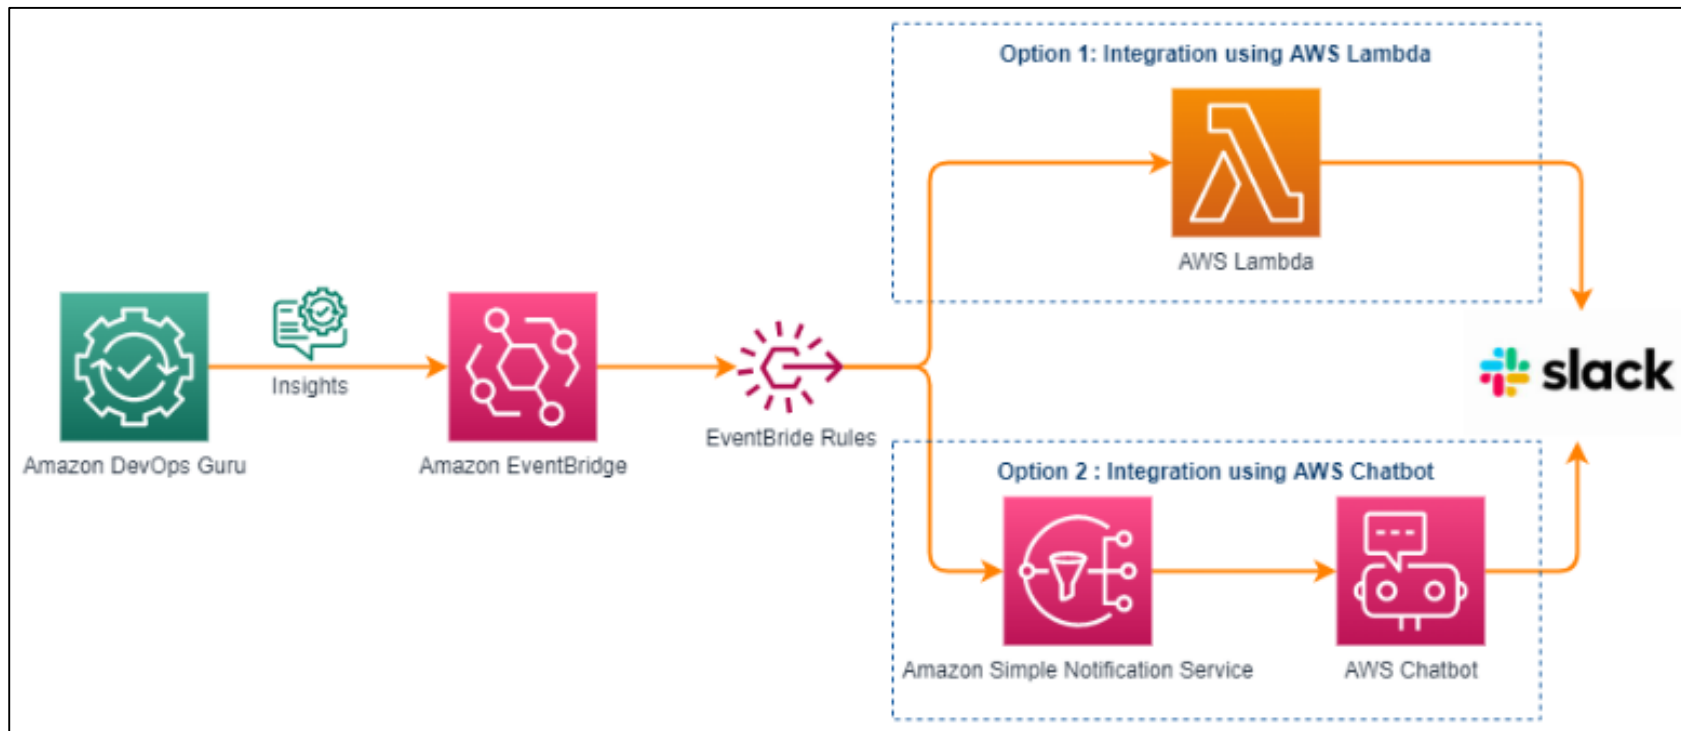 Option 1: Integration using AWS Lambda
AWS Lambda
Insights
Amazon DevOps Guru
Amazon EventBridge
EventBride Rules
slack
Option 2 : Integration using AWS Chatbot
Amazon Simple Notification Service
AWS Chatbot